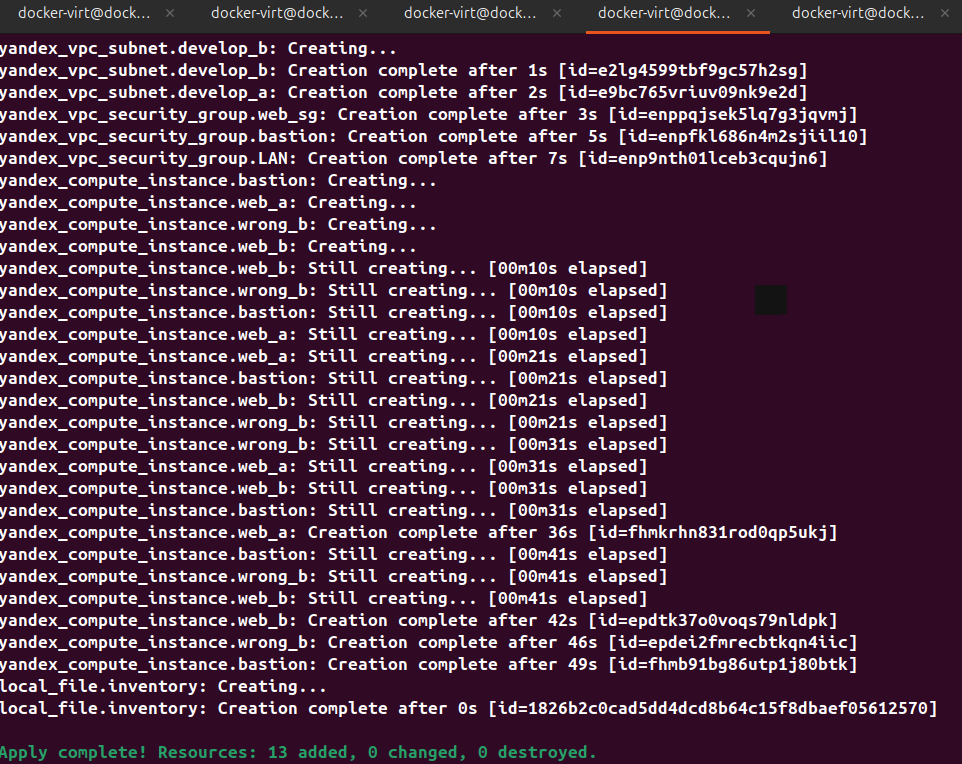 docker-virt@dock... × docker-virt@dock... × docker-virt@dock... × docker-virt@dock... × docker-virt@dock... ×
yandex_vpc_subnet.develop_b: Creating...
yandex_vpc_subnet.develop_b: Creation complete after 1s [id=e2lg4599tbf9gc57h2sg]
yandex_vpc_subnet.develop_a: Creation complete after 2s [id=e9bc765vriuv09nk9e2d]
yandex_vpc_security_group.web_sg: Creation complete after 3s [id=enppqjsek5lq7g3jqvmj]
yandex_vpc_security_group.bastion: Creation complete after 5s [id=enpfkl686n4m2sjiil10]
yandex_vpc_security_group.LAN: Creation complete after 7s [id=enp9nth01lceb3cqujn6]
yandex_compute_instance.bastion: Creating...
yandex_compute_instance.web_a: Creating...
yandex_compute_instance.wrong_b: Creating...
yandex_compute_instance.web_b: Creating...
yandex_compute_instance.web_b: Still creating... [00m10s elapsed]
yandex_compute_instance.wrong_b: Still creating... [00m10s elapsed]
yandex_compute_instance.bastion: Still creating... [00m10s elapsed]
yandex_compute_instance.web_a: Still creating... [00m10s elapsed]
yandex_compute_instance.web_a: Still creating... [00m21s elapsed]
yandex_compute_instance.bastion: Still creating... [00m21s elapsed]
yandex_compute_instance.web_b: Still creating... [00m21s elapsed]
yandex_compute_instance.wrong_b: Still creating... [00m21s elapsed]
yandex_compute_instance.wrong_b: Still creating... [00m31s elapsed]
yandex_compute_instance.web_a: Still creating... [00m31s elapsed]
yandex_compute_instance.web_b: Still creating... [00m31s elapsed]
yandex_compute_instance.bastion: Still creating... [00m31s elapsed]
yandex_compute_instance.web_a: Creation complete after 36s [id=fhmkrhn831rod0qp5ukj]
yandex_compute_instance.bastion: Still creating... [00m41s elapsed]
yandex_compute_instance.wrong_b: Still creating... [00m41s elapsed]
yandex_compute_instance.web_b: Still creating... [00m41s elapsed]
yandex_compute_instance.web_b: Creation complete after 42s [id=epdtk37o0voqs79nldpk]
yandex_compute_instance.wrong_b: Creation complete after 46s [id=epdei2fmrecbtkqn4iic]
yandex_compute_instance.bastion: Creation complete after 49s [id=fhmb91bg86utp1j80btk]
local_file.inventory: Creating...
local_file.inventory: Creation complete after 0s [id=1826b2c0cad5dd4dcd8b64c15f8dbaef05612570]
Apply complete! Resources: 13 added, 0 changed, 0 destroyed.